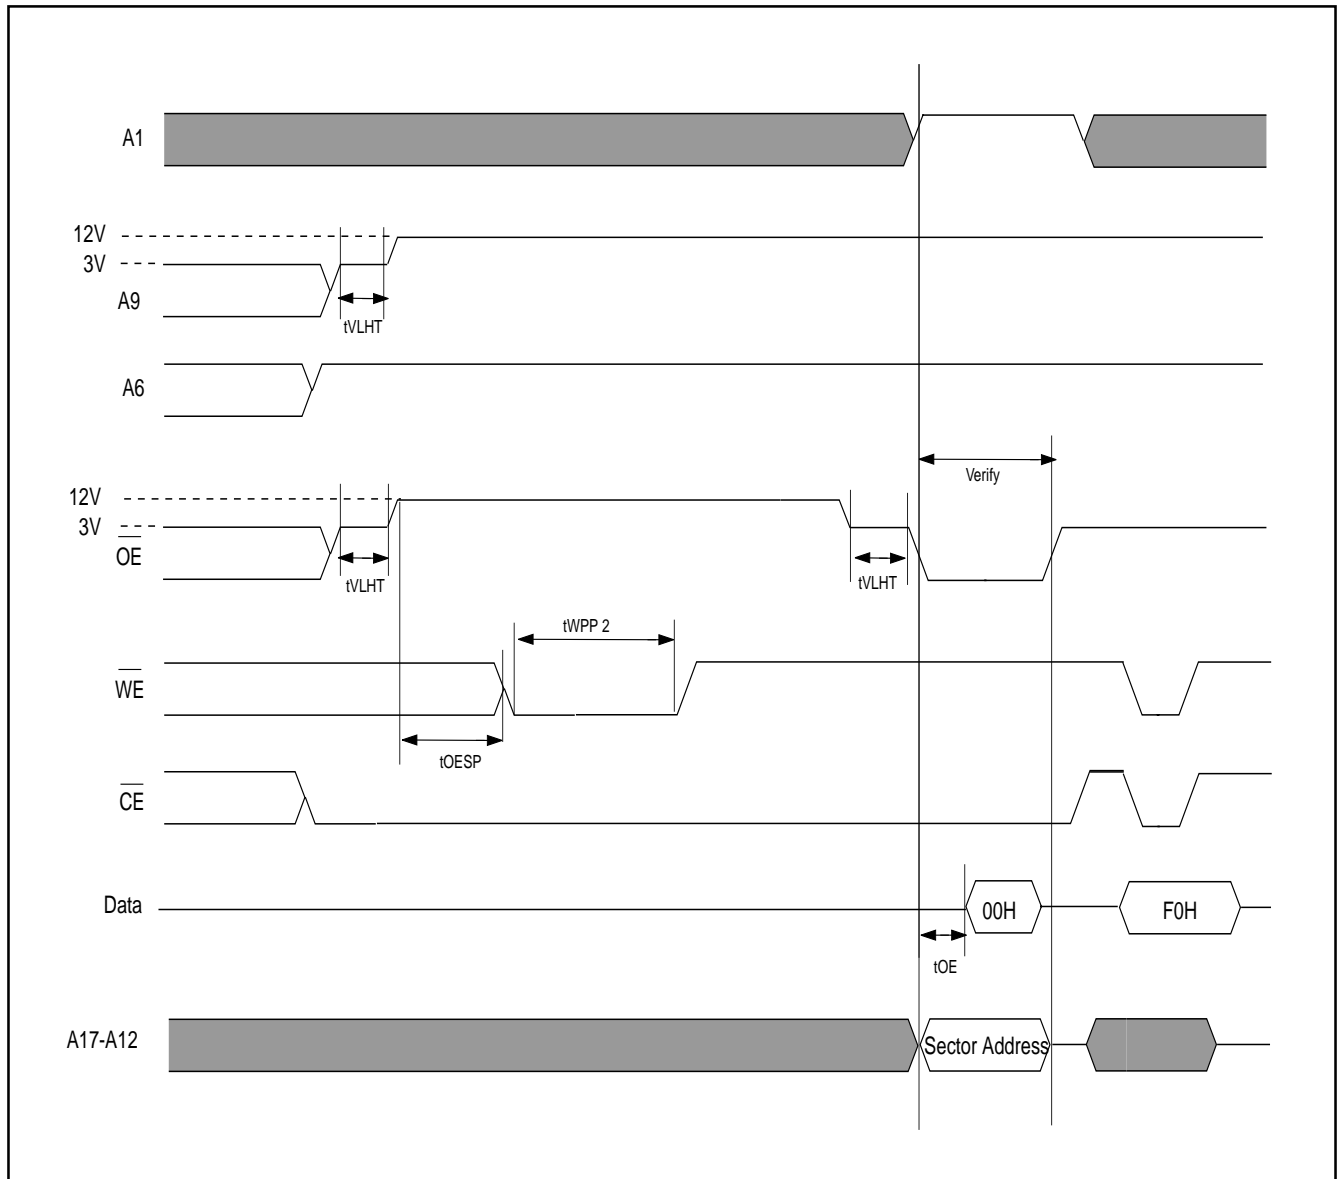 A1
12V
3V
A9
tVLHT
A6
Verify
12V
3V
OE
tVLHT
tVLHT
tWPP 2
WE
tOESP
CE
Data
00H
F0H
tOE
A17-A12
Sector Address